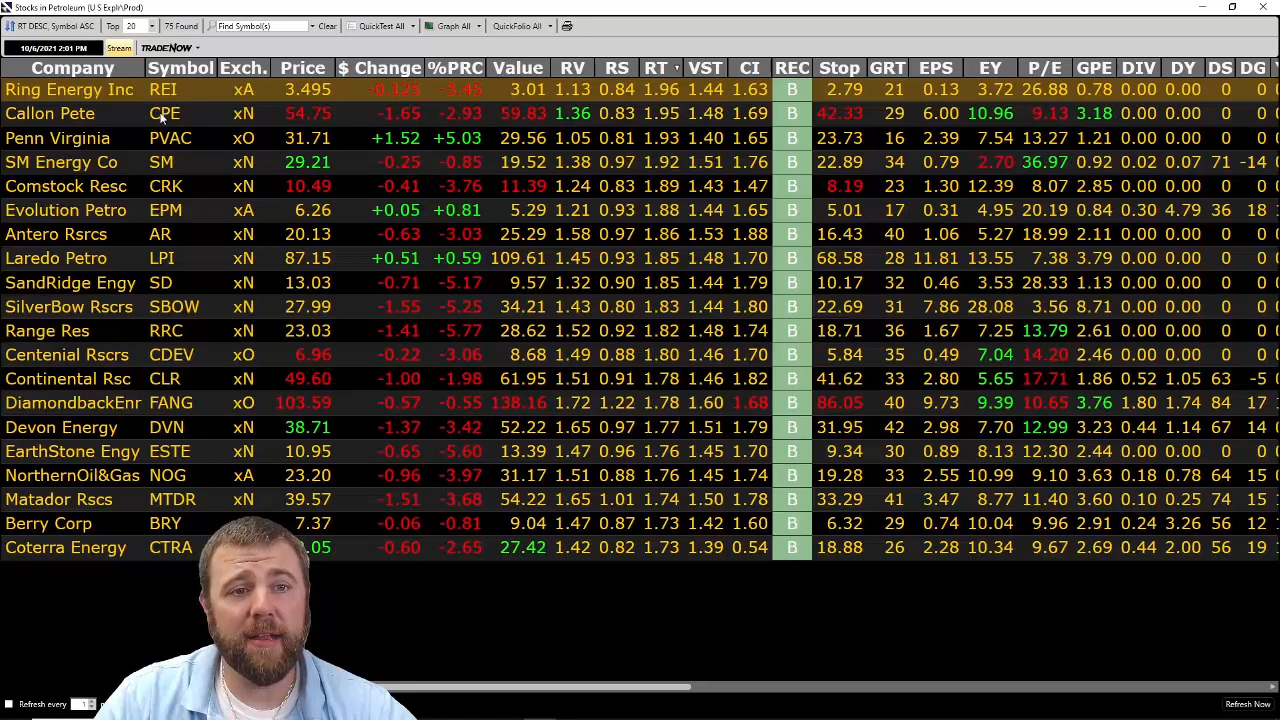 Stocks in Petroleum (U S Expln\Prod)
RT DESC, Symbol ASC Top 20 75 Found Find Symbol(s) Clear QuickTest All Graph All QuickFolio All
10/6/2021 2:01 PM Stream TRADENOW
Company Symbol Exch. Price $ Change %PRC Value RV RS RT VST CI REC Stop GRT EPS EY P/E GPE DIV DY DS DG
Ring Energy Inc REI xA 3.495 -0.125 -3.45 3.01 1.13 0.84 1.96 1.44 1.63 B 2.79 21 0.13 3.72 26.88 0.78 0.00 0.00 0 0
Callon Pete CPE xN 54.75 -1.65 -2.93 59.83 1.36 0.81 1.95 1.48 1.69 B 42.33 29 6.00 10.96 9.13 3.18 0.00 0.00 0 0
Penn Virginia PVAC xO 31.71 +1.52 +5.03 29.56 1.05 0.81 1.93 1.40 1.65 B 23.73 16 2.39 7.54 13.27 1.21 0.00 0.00 0 0
SM Energy Co SM xN 29.21 -0.25 -0.85 19.52 1.38 0.97 1.92 1.51 1.76 B 22.89 34 0.79 2.70 36.97 0.92 0.02 0.07 71 -14
Comstock Resc CRK xN 10.49 -0.41 -3.76 11.39 1.24 0.83 1.89 1.43 1.47 B 8.19 23 1.30 12.39 8.07 2.85 0.00 0.00 0 0
Evolution Petro EPM xA 6.26 +0.05 +0.81 5.29 1.21 0.93 1.88 1.44 1.65 B 5.01 17 0.31 4.95 20.19 0.84 0.30 4.79 36 18
Antero Rsrcs AR xN 20.13 -0.63 -3.03 25.29 1.58 0.97 1.86 1.53 1.88 B 16.43 40 1.06 5.27 18.99 2.11 0.00 0.00 0 0
Laredo Petro LPI xN 87.15 +0.51 +0.59 109.61 1.45 0.93 1.85 1.50 1.83 B 68.58 28 11.81 13.55 7.38 3.79 0.00 0.00 0 0
SandRidge Engy SD xN 13.03 -0.71 -5.17 9.57 1.32 0.90 1.85 1.44 1.79 B 10.17 32 0.46 3.53 28.33 1.13 0.00 0.00 0 0
SilverBow Rscrs SBOW xN 27.99 -1.55 -5.25 34.21 1.43 0.80 1.83 1.44 1.80 B 22.69 31 7.86 28.08 3.56 8.71 0.00 0.00 0 0
Range Res RRC xN 23.03 -1.41 -5.77 28.62 1.52 0.92 1.82 1.48 1.74 B 18.71 36 1.67 7.25 13.79 2.61 0.00 0.00 0 0
Centenial Rscrs CDEV xO 6.96 -0.22 -3.06 8.68 1.49 0.88 1.80 1.46 1.70 B 5.84 35 0.49 7.04 14.20 2.46 0.00 0.00 0 0
Continental Rsc CLR xN 49.60 -1.00 -1.98 61.95 1.51 0.91 1.78 1.46 1.82 B 41.62 33 2.80 5.65 17.71 1.86 0.52 1.05 63 -5
DiamondbackEnr FANG xO 103.59 -0.57 -0.55 138.16 1.72 1.22 1.78 1.60 1.68 B 86.05 40 9.73 9.39 10.65 3.76 1.80 1.74 84 17
Devon Energy DVN xN 38.71 -1.37 -3.42 52.22 1.65 0.97 1.77 1.52 1.79 B 31.95 42 2.98 7.70 12.99 3.23 0.44 1.14 67 14
EarthStone Engy ESTE xN 10.95 -0.65 -5.60 13.39 1.47 0.96 1.76 1.45 1.71 B 9.34 30 0.89 8.13 12.30 2.44 0.00 0.00 0 0
NorthernOil&Gas NOG xA 23.20 -0.96 -3.97 31.17 1.51 0.88 1.76 1.45 1.74 B 19.28 33 2.55 10.99 9.10 3.63 0.18 0.78 64 15
Matador Rscs MTDR xN 39.57 -1.51 -3.68 54.22 1.65 1.01 1.74 1.50 1.78 B 33.29 41 3.47 8.77 11.40 3.60 0.10 0.25 74 15
Berry Corp BRY xN 7.37 -0.06 -0.81 9.04 1.47 0.87 1.73 1.42 1.60 B 6.32 29 0.74 10.04 9.96 2.91 0.24 3.26 56 12
Coterra Energy CTRA .05 -0.60 -2.65 27.42 1.42 0.82 1.73 1.39 0.54 B 18.88 26 2.28 10.34 9.67 2.69 0.44 2.00 56 19
Refresh every 1 Refresh Now